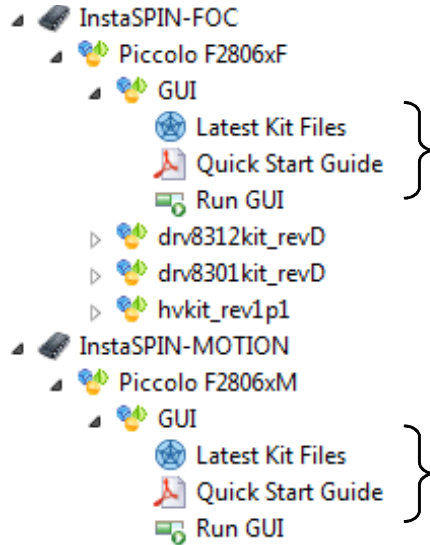 InstaSPIN-FOC
Piccolo F2806xF
GUI
Latest Kit Files
Quick Start Guide
Run GUI
drv8312kit_revD
drv8301kit_revD
hvkit_rev1p1
InstaSPIN-MOTION
Piccolo F2806xM
GUI
Latest Kit Files
Quick Start Guide
Run GUI